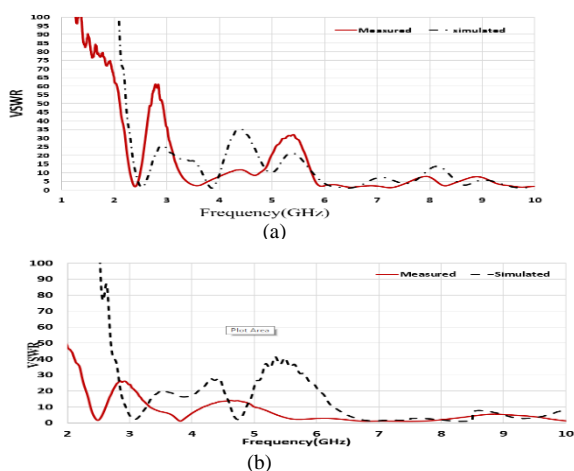 100
95
90
85
80
75
70
65
60
55
50
45
40
35
30
25
20
15
10
5
0
VSWR
Measured simulated
1 2 3 4 5 6 7 8 9 10
Frequency(GHz)
(a)
100
90
80
70
60
50
40
30
20
10
0
VSWR
Measured Simulated
Plot Area
2 3 4 5 6 7 8 9 10
Frequency(GHz)
(b)